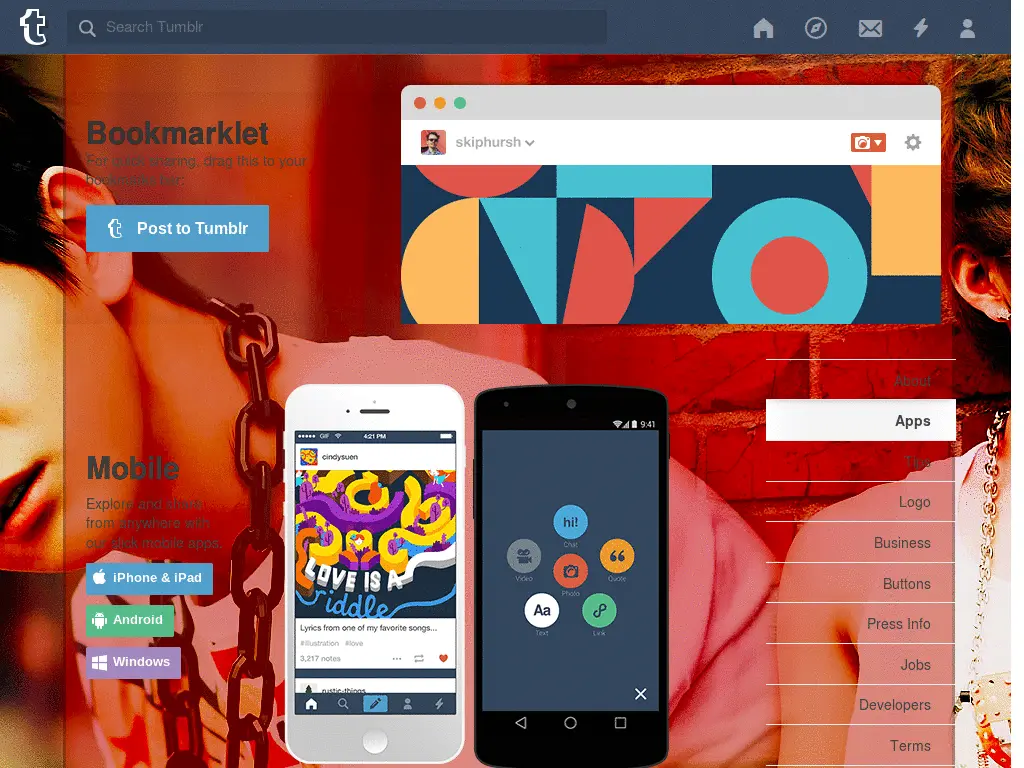 Search Tumblr
Bookmarklet
For quick sharing, drag this to your
bookmarks bar:
Post to Tumblr
skiphursh
Mobile
Explore and share
from anywhere with
our slick mobile apps.
iPhone & iPad
Android
Windows
GIF
4:21 PM
cindysuen
LOVE IS A
riddle
Lyrics from one of my favorite songs...
#illustration #love
3,217 notes
rustic-things
9:41
hi!
Chat
Video
Quote
Photo
Aa
Text
Link
About
Apps
Tips
Logo
Business
Buttons
Press Info
Jobs
Developers
Terms